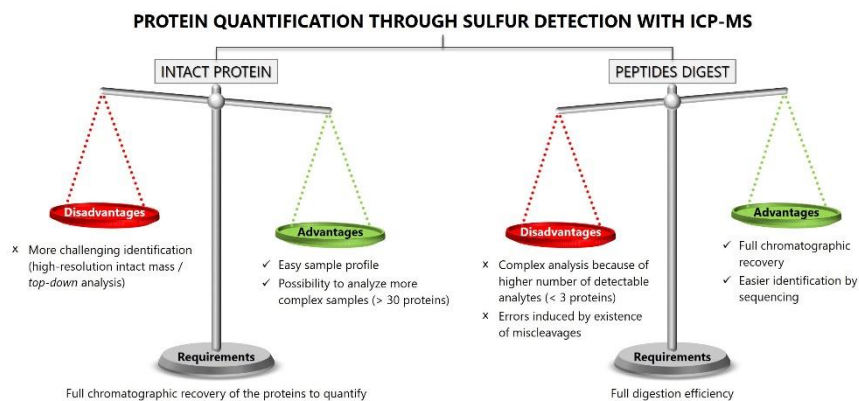 PROTEIN QUANTIFICATION THROUGH SULFUR DETECTION WITH ICP-MS
INTACT PROTEIN
Disadvantages
x More challenging identification
(high-resolution intact mass /
top-down analysis)
Advantages
✓ Easy sample profile
✓ Possibility to analyze more
complex samples (> 30 proteins)
Requirements
Full chromatographic recovery of the proteins to quantify
PEPTIDES DIGEST
Disadvantages
x Complex analysis because of
higher number of detectable
analytes (< 3 proteins)
x Errors induced by existence
of miscleavages
Advantages
✓ Full chromatographic
recovery
✓ Easier identification by
sequencing
Requirements
Full digestion efficiency